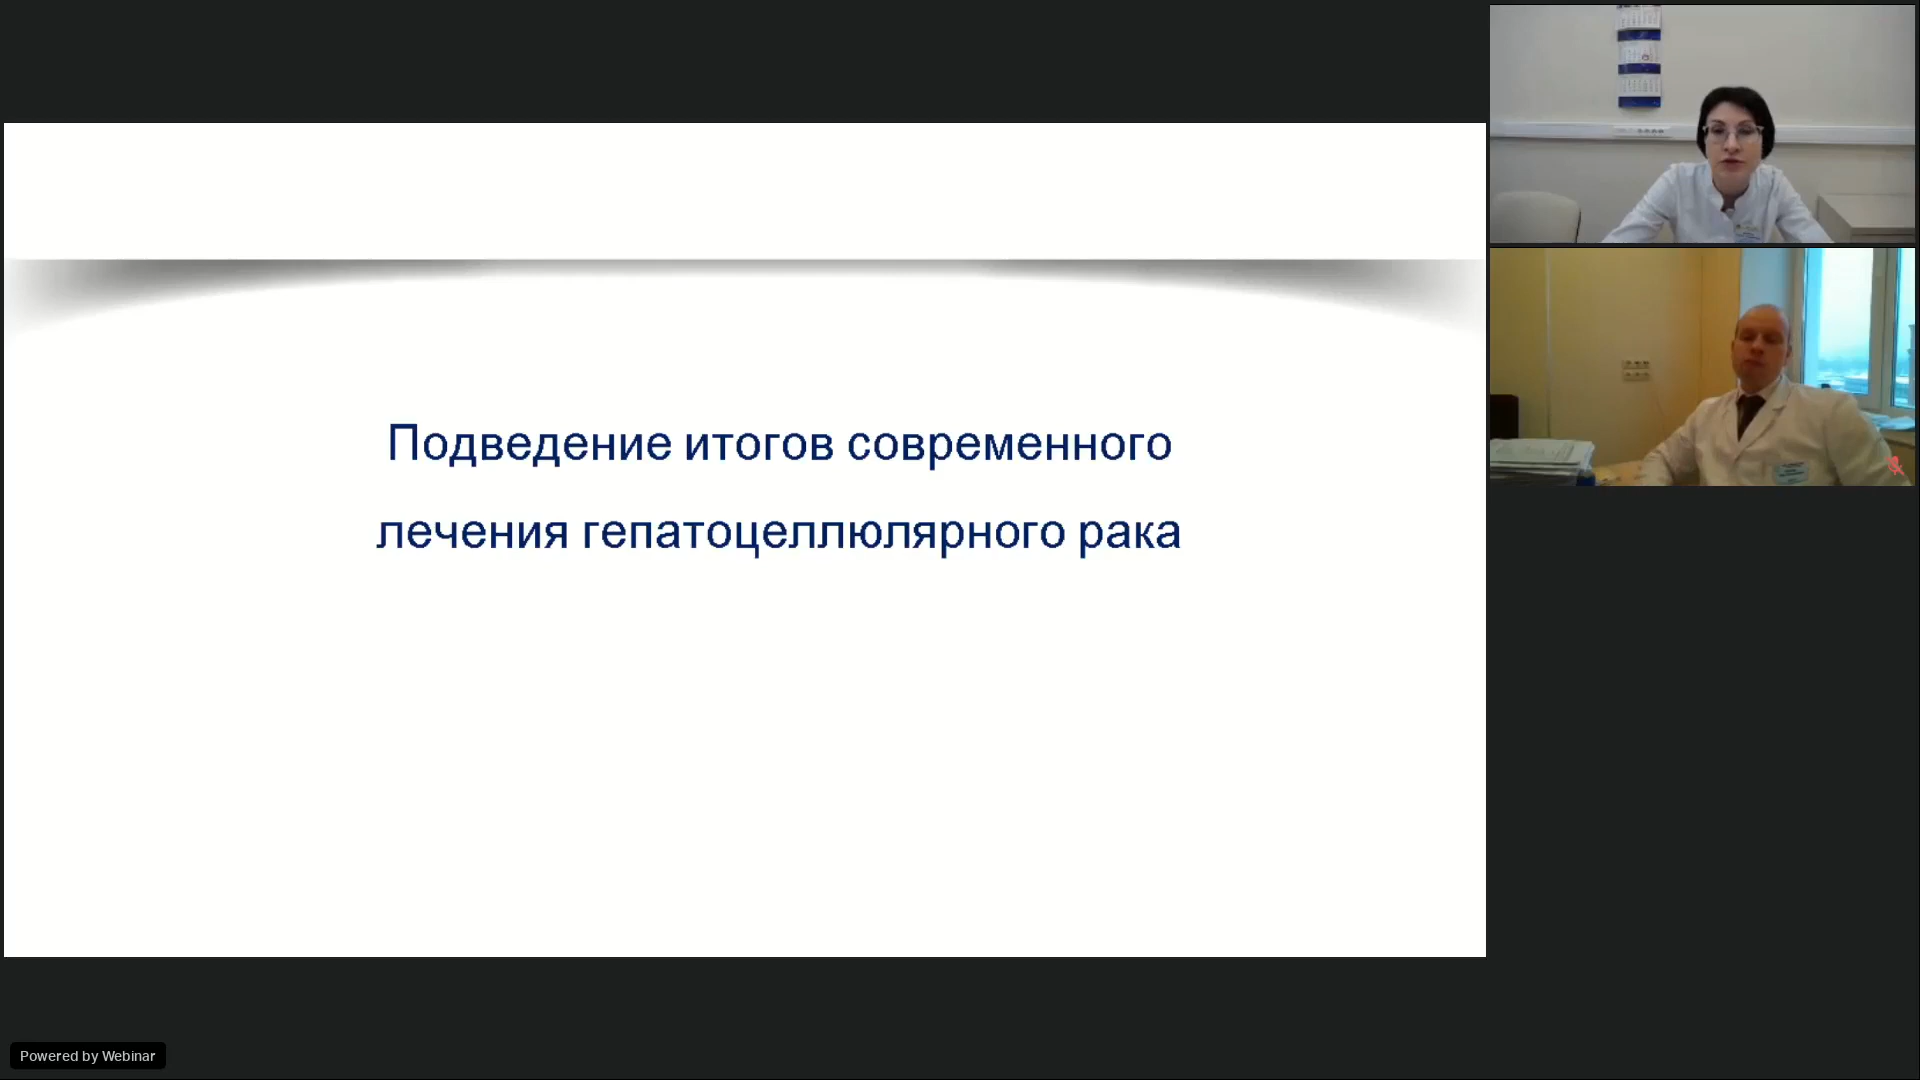 Подведение итогов современного
лечения гепатоцеллюлярного рака
Powered by Webinar